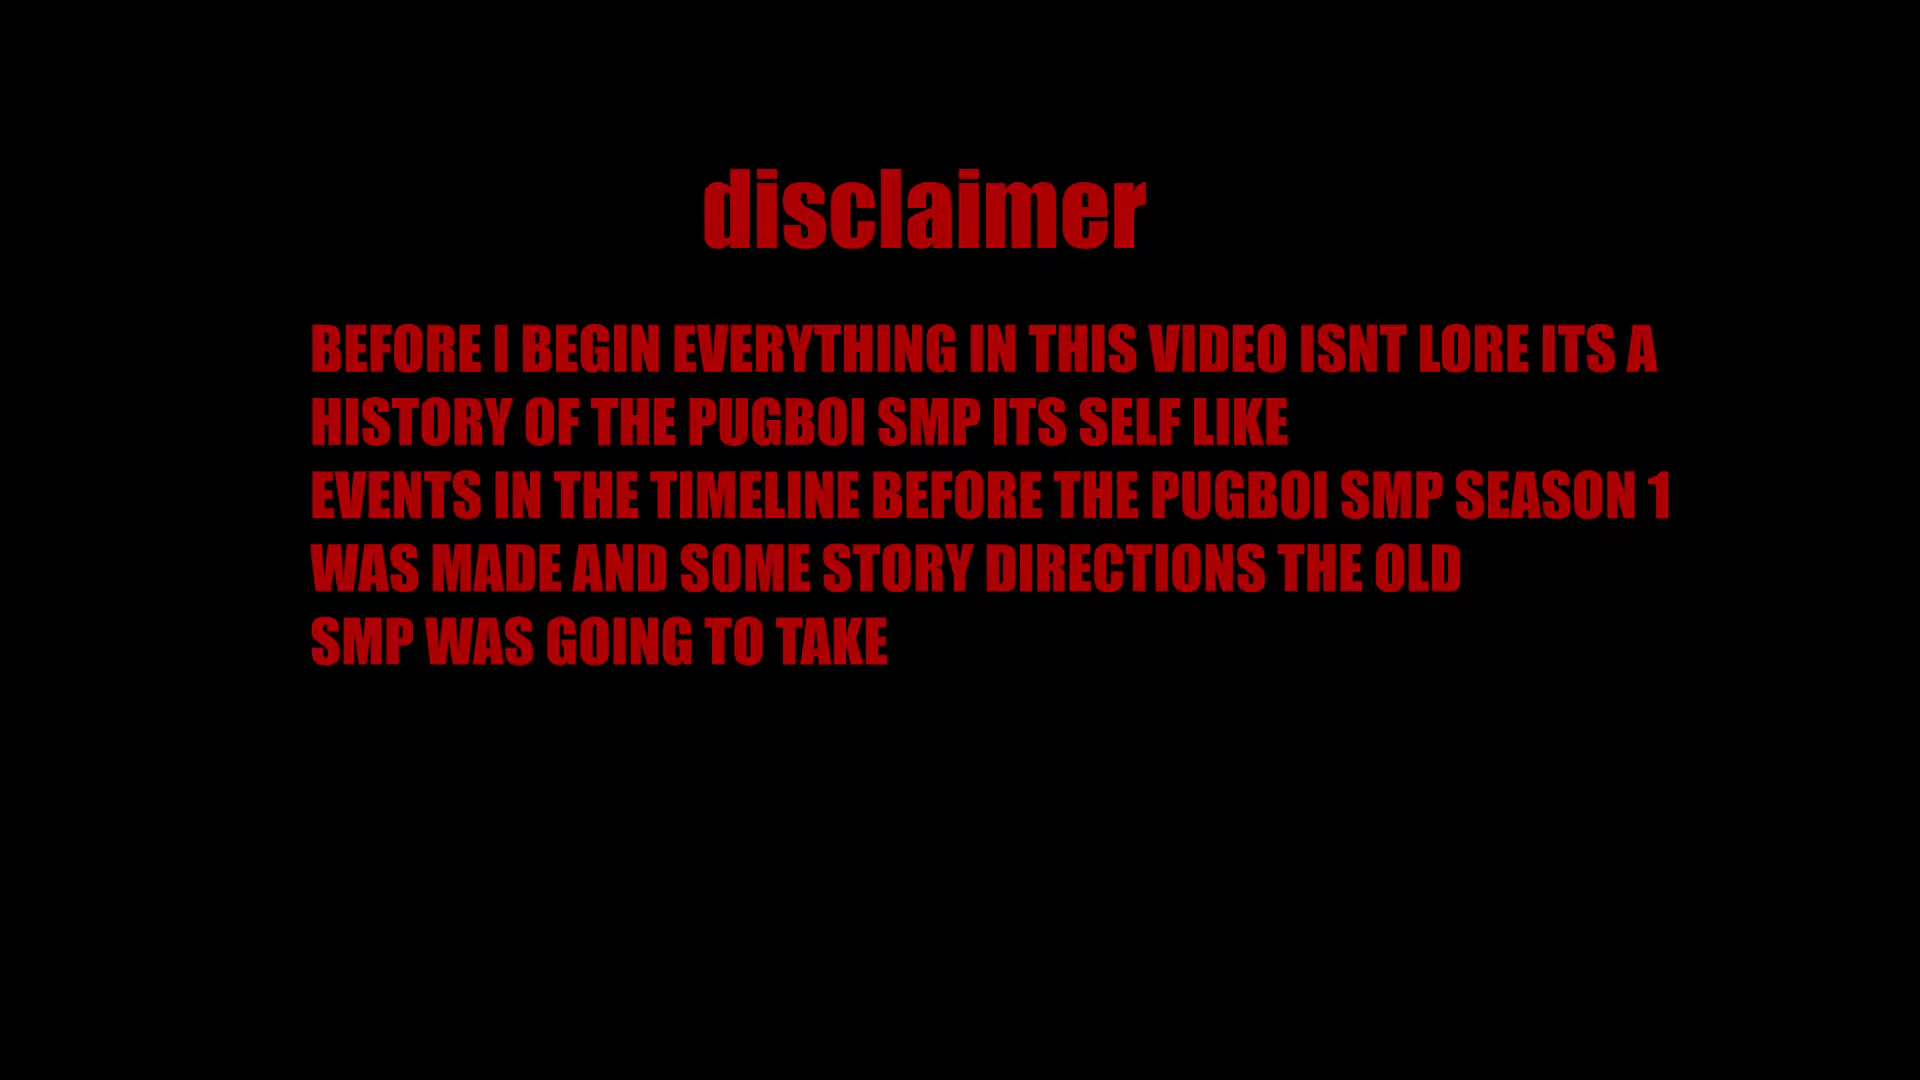 disclaimer
BEFORE I BEGIN EVERYTHING IN THIS VIDEO ISNT LORE ITS A
HISTORY OF THE PUGBOI SMP ITS SELF LIKE
EVENTS IN THE TIMELINE BEFORE THE PUGBOI SMP SEASON 1
WAS MADE AND SOME STORY DIRECTIONS THE OLD
SMP WAS GOING TO TAKE